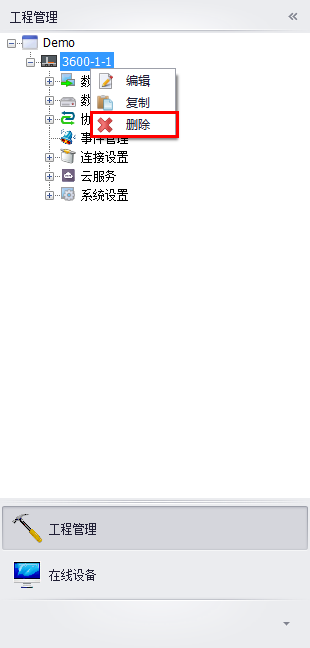 工程管理
Demo
3600-1-1
数
编辑
数
复制
协
删除
事件管理
连接设置
云服务
系统设置
工程管理
在线设备